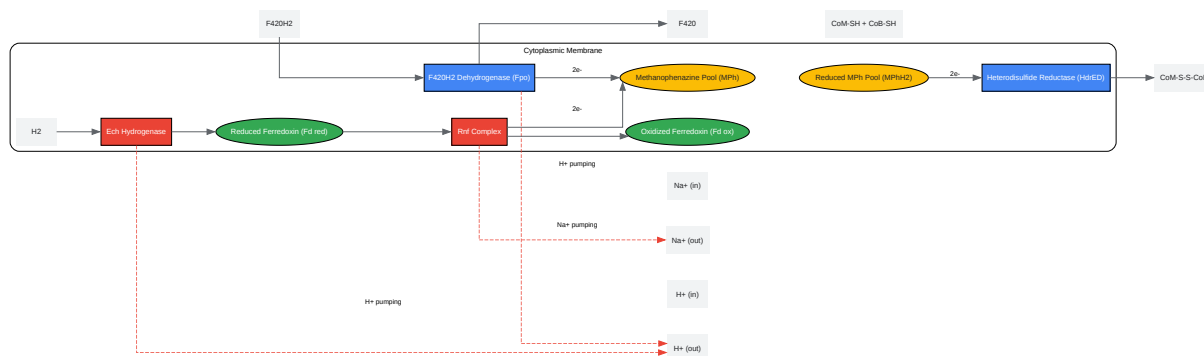 F420H2
F420
CoM-SH + CoB-SH
Cytoplasmic Membrane
F420H2 Dehydrogenase (Fpo)
2e-
Methanophenazine Pool (MPh)
Reduced MPh Pool (MPhH2)
2e-
Heterodisulfide Reductase (HdrED)
2e-
H2
Ech Hydrogenase
Reduced Ferredoxin (Fd red)
Rnf Complex
Oxidized Ferredoxin (Fd ox)
H+ pumping
Na+ (in)
Na+ pumping
Na+ (out)
H+ (in)
H+ pumping
H+ (out)